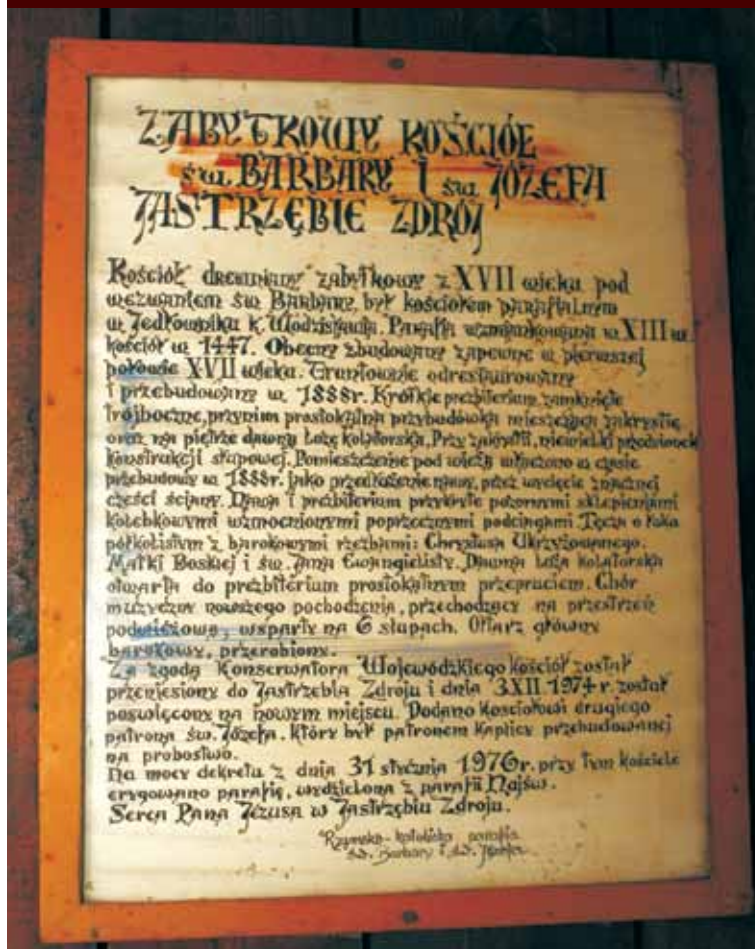 ZABYTKOWY KOŚCIÓŁ
św. BARBARY I św. JÓZEFA
JASTRZĘBIE ZDRÓJ
Kościół drewniany zabytkowy z XVII wieku pod
wezwaniem św. Barbary, był kościołem parafialnym
w Jedłowniku k. Wodzisławia. Parafia wzmiankowana w XIII w.
kościół w 1447. Obecny zbudowany zapewne w pierwszej
połowie XVII wieku. Gruntownie odrestaurowany
i przebudowany w 1888r. Krótkie prezbiterium zamknięte
trójbocznie, przy nim prostokątna przybudówka mieszcząca zakrystię
oraz na piętrze dawną lożę kolatorską. Przy zakrystii, niewielki przedsionek
konstrukcji słupowej. Pomieszczenie pod wieżą włączono w czasie
przebudowy w 1888r. jako przedłużenie nawy, przez wycięcie znacznej
części ściany. Nawa i prezbiterium przykryte pozornymi sklepieniami
kolebkowymi wzmocnionymi poprzecznymi podciągami. Tęcza o łuku
półkolistym z barokowymi rzeźbami: Chrystusa Ukrzyżowanego.
Matki Boskiej i św. Jana Ewangelisty. Dawna loża kolatorska
otwarta do prezbiterium prostokątnym przepruciem. Chór
muzyczny nowszego pochodzenia, przechodzący na przestrzeń
podwieżową, wsparty na 6 słupach. Ołtarz główny
barokowy, przerobiony.
Za zgodą Konserwatora Wojewódzkiego kościół został
przeniesiony do Jastrzębia Zdroju i dnia 3 XII 1974 r. został
poświęcony na nowym miejscu. Dodano kościołowi drugiego
patrona św. Józefa, który był patronem kaplicy przebudowanej
na probostwo.
Na mocy dekretu z dnia 31 stycznia 1976r. przy tym kościele
erygowano parafię, wydzieloną z parafii Najśw.
Serca Pana Jezusa w Jastrzębiu Zdroju.
Rzymsko-katolicka parafia
św. Barbary i św. Józefa